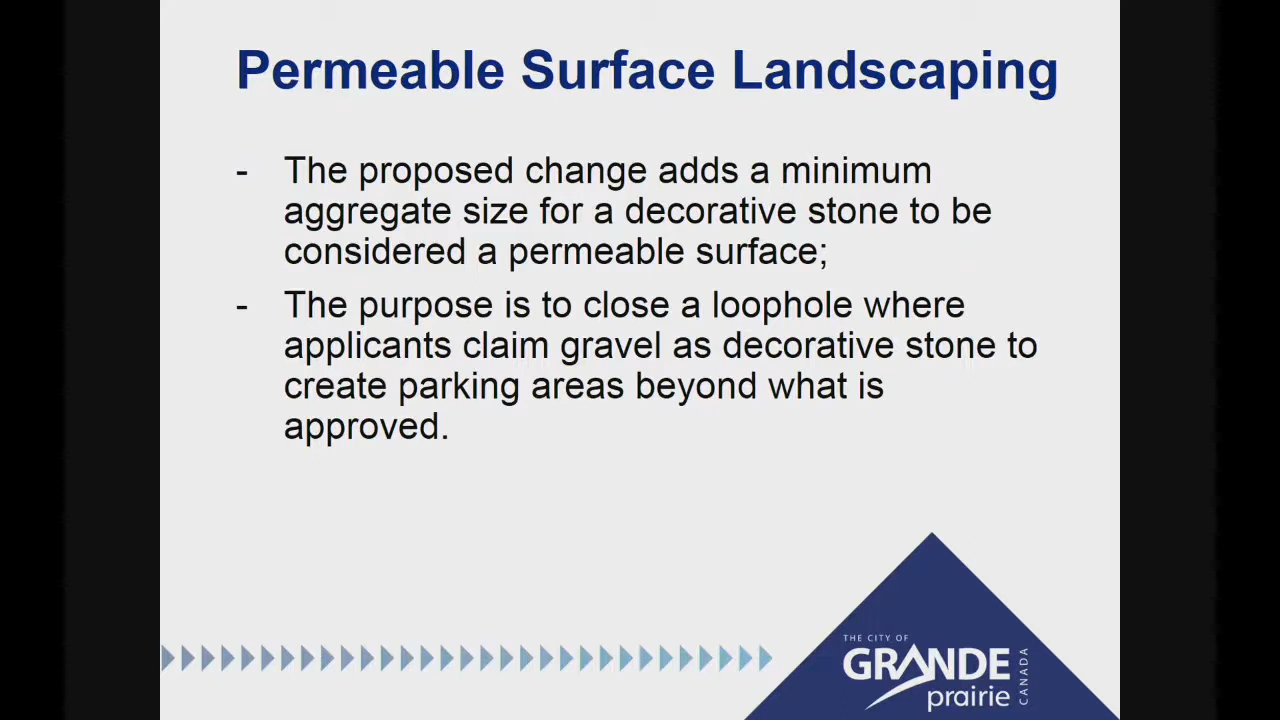 Permeable Surface Landscaping
- The proposed change adds a minimum
aggregate size for a decorative stone to be
considered a permeable surface;
- The purpose is to close a loophole where
applicants claim gravel as decorative stone to
create parking areas beyond what is
approved.
THE CITY OF
GRANDE
prairie
CANADA